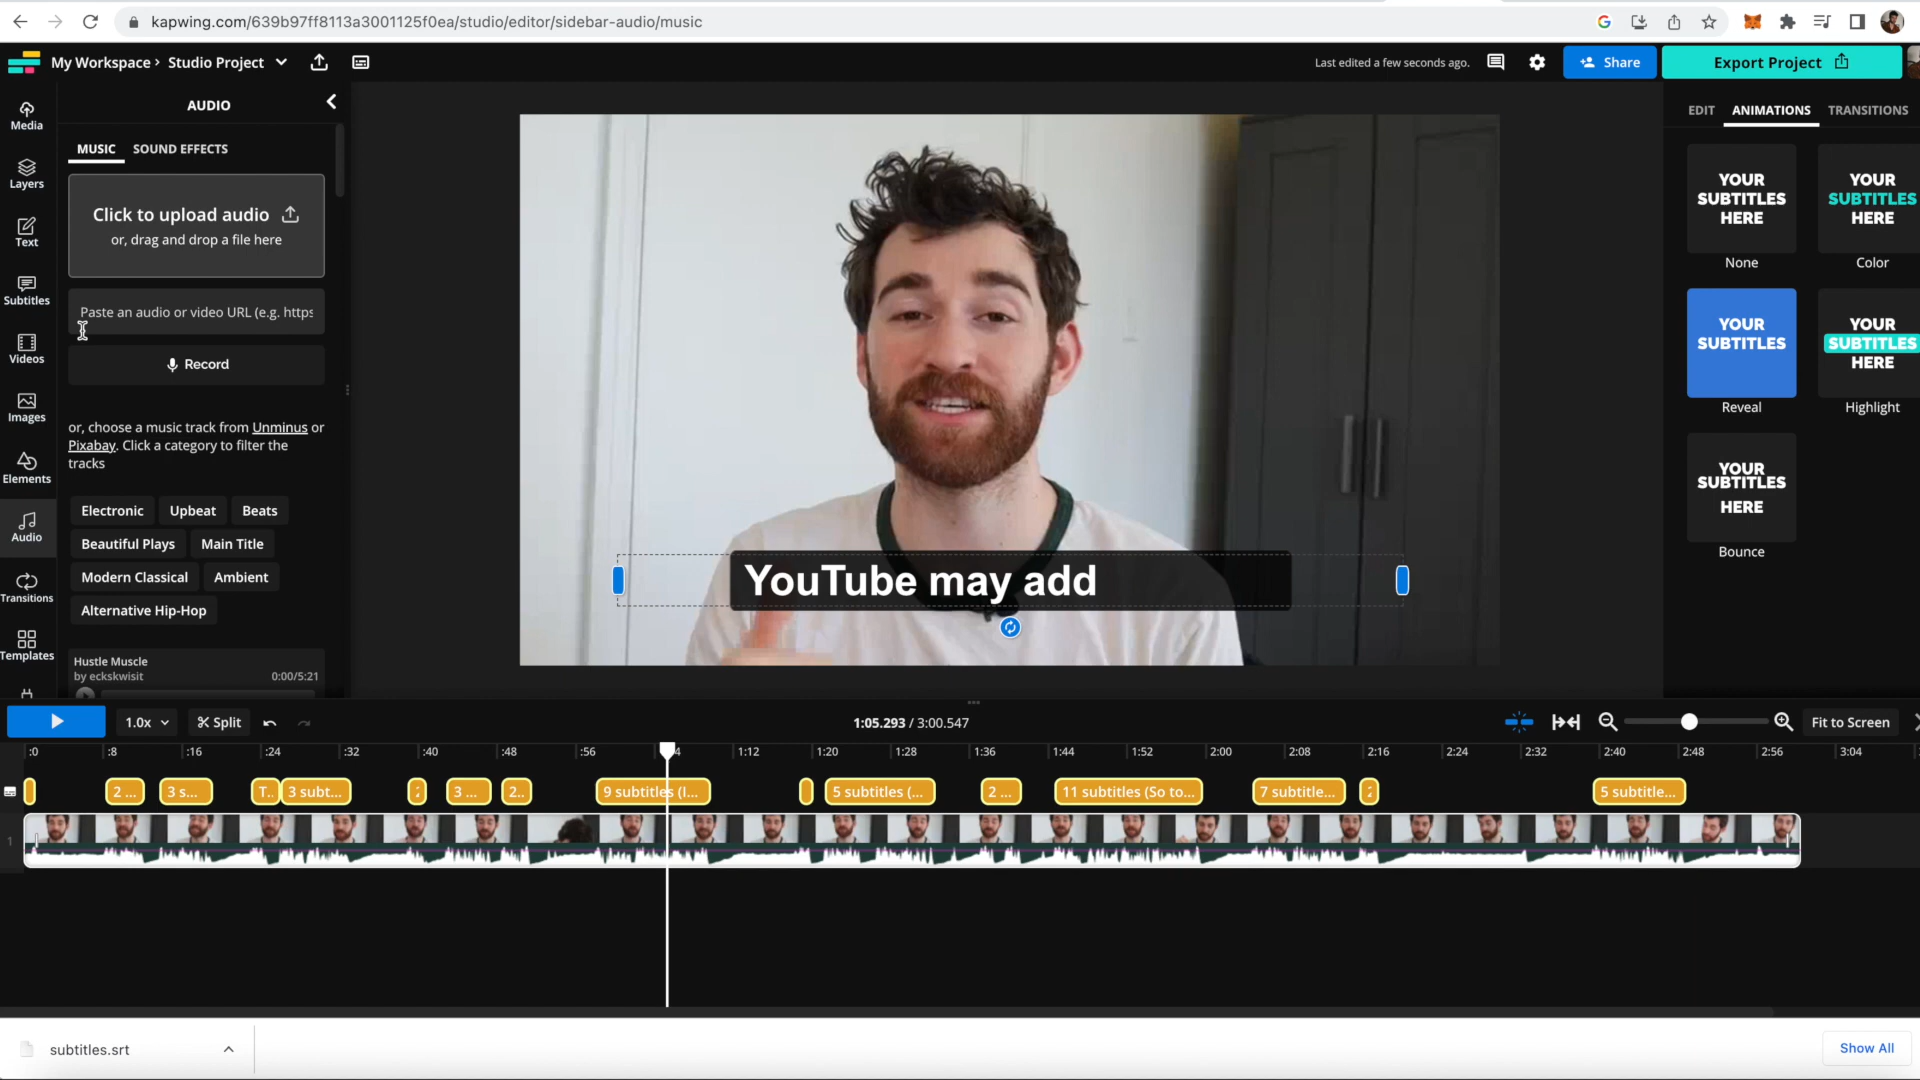 kapwing.com/639b97ff8113a3001125f0ea/studio/editor/sidebar-audio/music
My Workspace › Studio Project
Last edited a few seconds ago.
Share
Export Project
Media
Layers
Text
Subtitles
Videos
Images
Elements
Audio
Transitions
Templates
AUDIO
MUSIC SOUND EFFECTS
Click to upload audio
or, drag and drop a file here
Paste an audio or video URL (e.g. https
Record
or, choose a music track from Unminus or
Pixabay. Click a category to filter the
tracks
Electronic Upbeat Beats
Beautiful Plays Main Title
Modern Classical Ambient
Alternative Hip-Hop
Hustle Muscle
by eckskwisit 0:00/5:21
YouTube may add
EDIT ANIMATIONS TRANSITIONS
YOUR
SUBTITLES
HERE
None
YOUR
SUBTITLES
HERE
Color
YOUR
SUBTITLES
Reveal
YOUR
SUBTITLES
HERE
Highlight
YOUR
SUBTITLES
HERE
Bounce
1.0x Split
1:05.293 / 3:00.547
Fit to Screen
:0 :8 :16 :24 :32 :40 :48 :56 4 1:12 1:20 1:28 1:36 1:44 1:52 2:00 2:08 2:16 2:24 2:32 2:40 2:48 2:56 3:04
2 ... 3 s... T.. 3 subt... 3 ... 2.. 9 subtitles (I... 5 subtitles (... 2 ... 11 subtitles (So to... 7 subtitle... 5 subtitle...
1
subtitles.srt
Show All